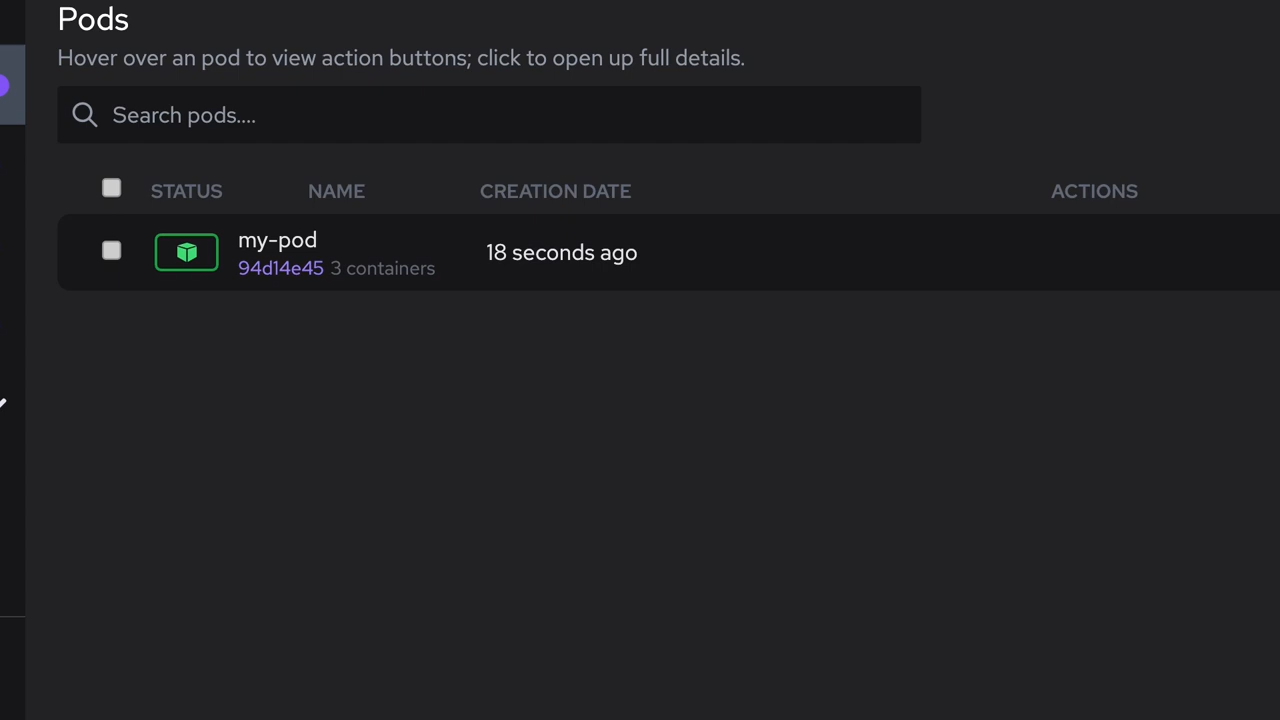 Pods
Hover over an pod to view action buttons; click to open up full details.
Search pods....
STATUS NAME CREATION DATE ACTIONS
my-pod
18 seconds ago
94d14e45 3 containers